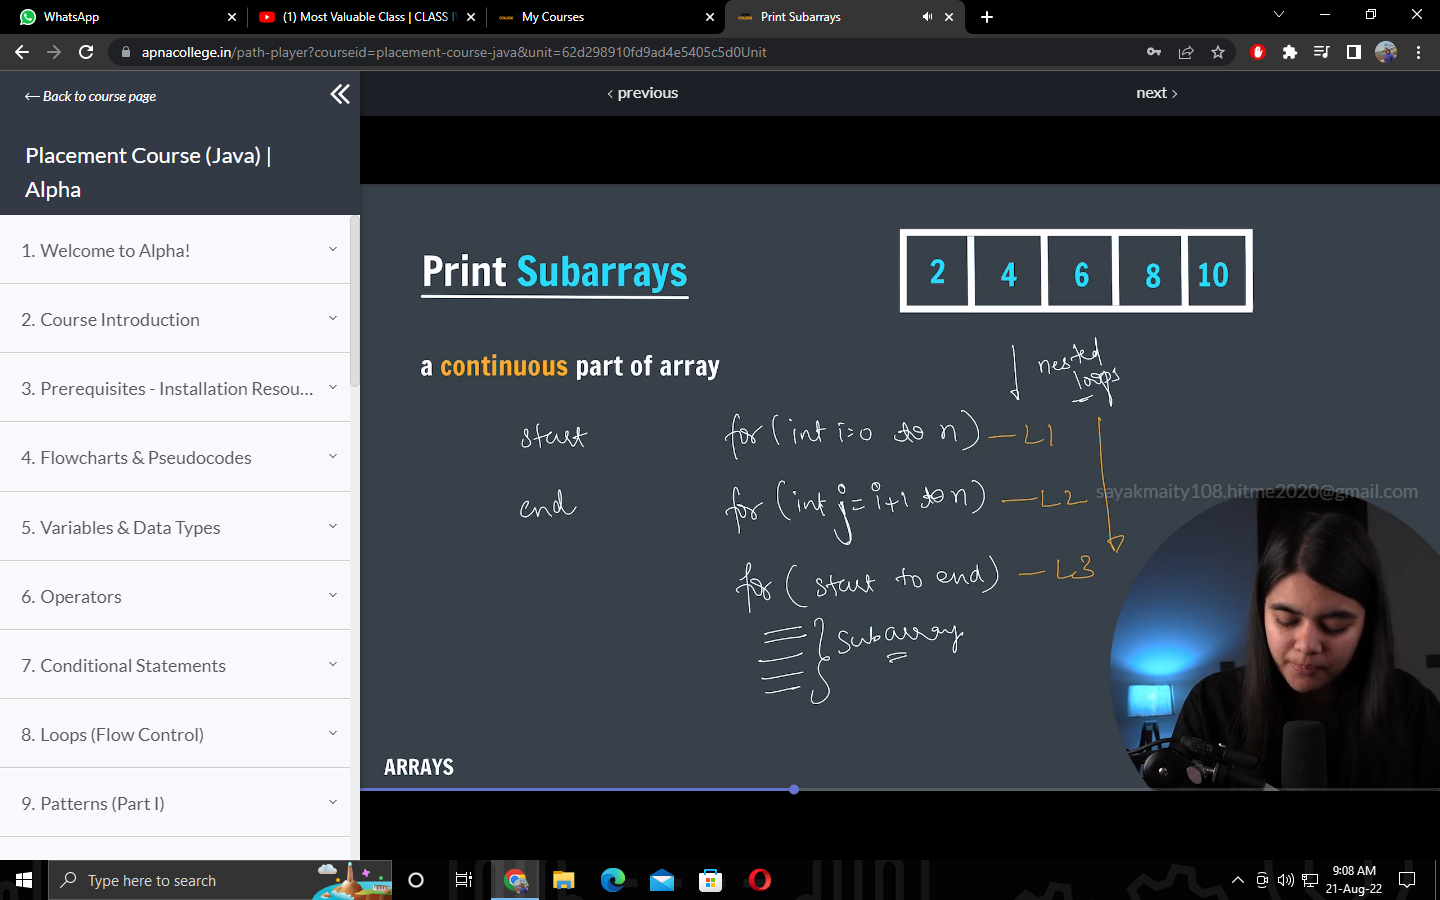 WhatsApp
(1) Most Valuable Class | CLASS I
My Courses
Print Subarrays
apnacollege.in/path-player?courseid=placement-course-java&unit=62d298910fd9ad4e5405c5d0Unit
← Back to course page
‹ previous
next ›
Placement Course (Java) |
Alpha
1. Welcome to Alpha!
2. Course Introduction
3. Prerequisites - Installation Resou...
4. Flowcharts & Pseudocodes
5. Variables & Data Types
6. Operators
7. Conditional Statements
8. Loops (Flow Control)
9. Patterns (Part I)
Print Subarrays
2 4 6 8 10
a continuous part of array
nested
loops
start for (int i=0 to n) — L1
end for (int j = i+1 to n) — L2
sayakmaity108.hitme2020@gmail.com
for ( start to end) — L3
} subarray
ARRAYS
Type here to search
9:08 AM
21-Aug-22